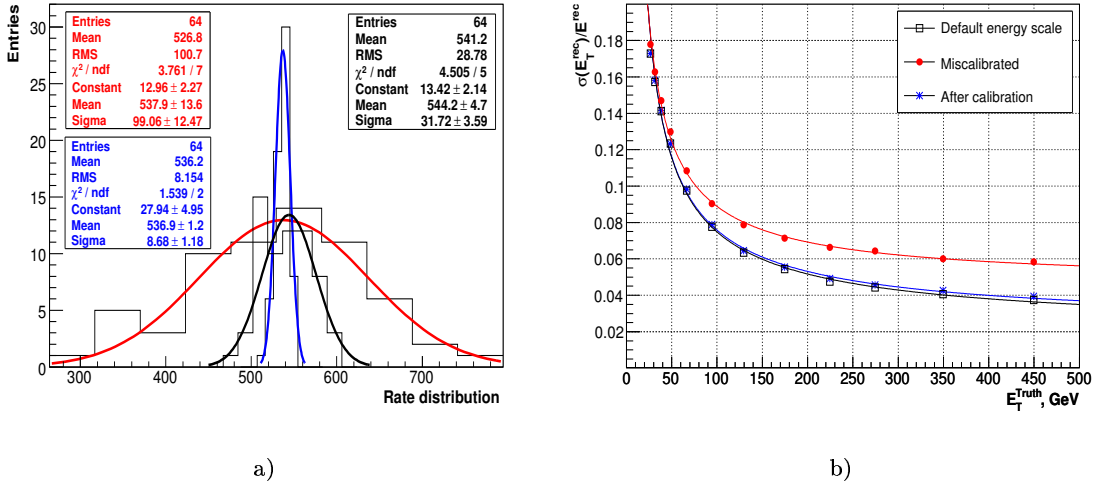 Entries 64
Mean 526.8
RMS 100.7
χ² / ndf 3.761 / 7
Constant 12.96 ± 2.27
Mean 537.9 ± 13.6
Sigma 99.06 ± 12.47
Entries 64
Mean 536.2
RMS 8.154
χ² / ndf 1.539 / 2
Constant 27.94 ± 4.95
Mean 536.9 ± 1.2
Sigma 8.68 ± 1.18
Entries 64
Mean 541.2
RMS 28.78
χ² / ndf 4.505 / 5
Constant 13.42 ± 2.14
Mean 544.2 ± 4.7
Sigma 31.72 ± 3.59
Entries
30
25
20
15
10
5
0
300 400 500 600 700
Rate distribution
a)
σ(E_T^rec)/E^rec
0.18
0.16
0.14
0.12
0.1
0.08
0.06
0.04
0.02
Default energy scale
Miscalibrated
After calibration
0 50 100 150 200 250 300 350 400 450 500
E_T^Truth, GeV
b)